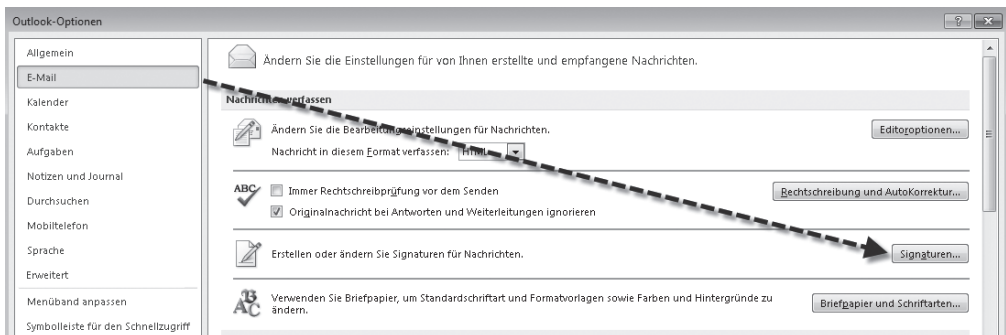 Outlook-Optionen
Allgemein
E-Mail
Kalender
Kontakte
Aufgaben
Notizen und Journal
Durchsuchen
Mobiltelefon
Sprache
Erweitert
Menüband anpassen
Symbolleiste für den Schnellzugriff
Ändern Sie die Einstellungen für von Ihnen erstellte und empfangene Nachrichten.
Nachrichten verfassen
Ändern Sie die Bearbeitungseinstellungen für Nachrichten.
Editoroptionen...
Nachricht in diesem Format verfassen: HTML
ABC
Immer Rechtschreibprüfung vor dem Senden
Rechtschreibung und AutoKorrektur...
Originalnachricht bei Antworten und Weiterleitungen ignorieren
Erstellen oder ändern Sie Signaturen für Nachrichten.
Signaturen...
Verwenden Sie Briefpapier, um Standardschriftart und Formatvorlagen sowie Farben und Hintergründe zu
ändern.
Briefpapier und Schriftarten...